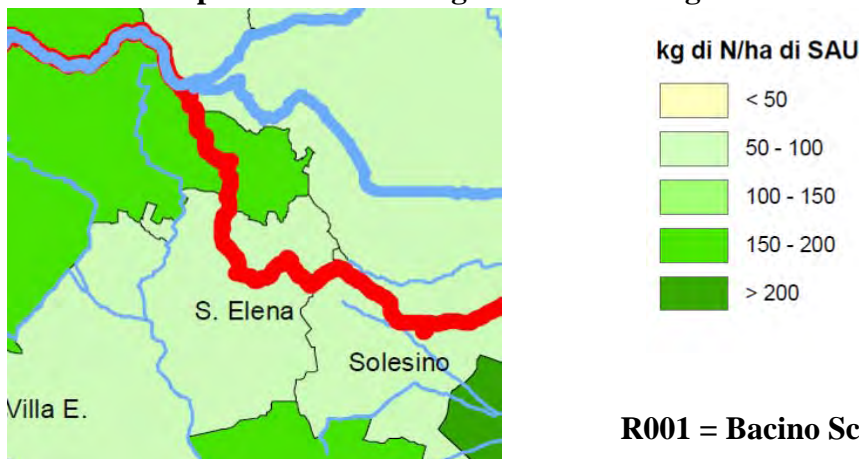 kg di N/ha di SAU
< 50
50 - 100
100 - 150
150 - 200
> 200
S. Elena
Solesino
Villa E.
R001 = Bacino Sc